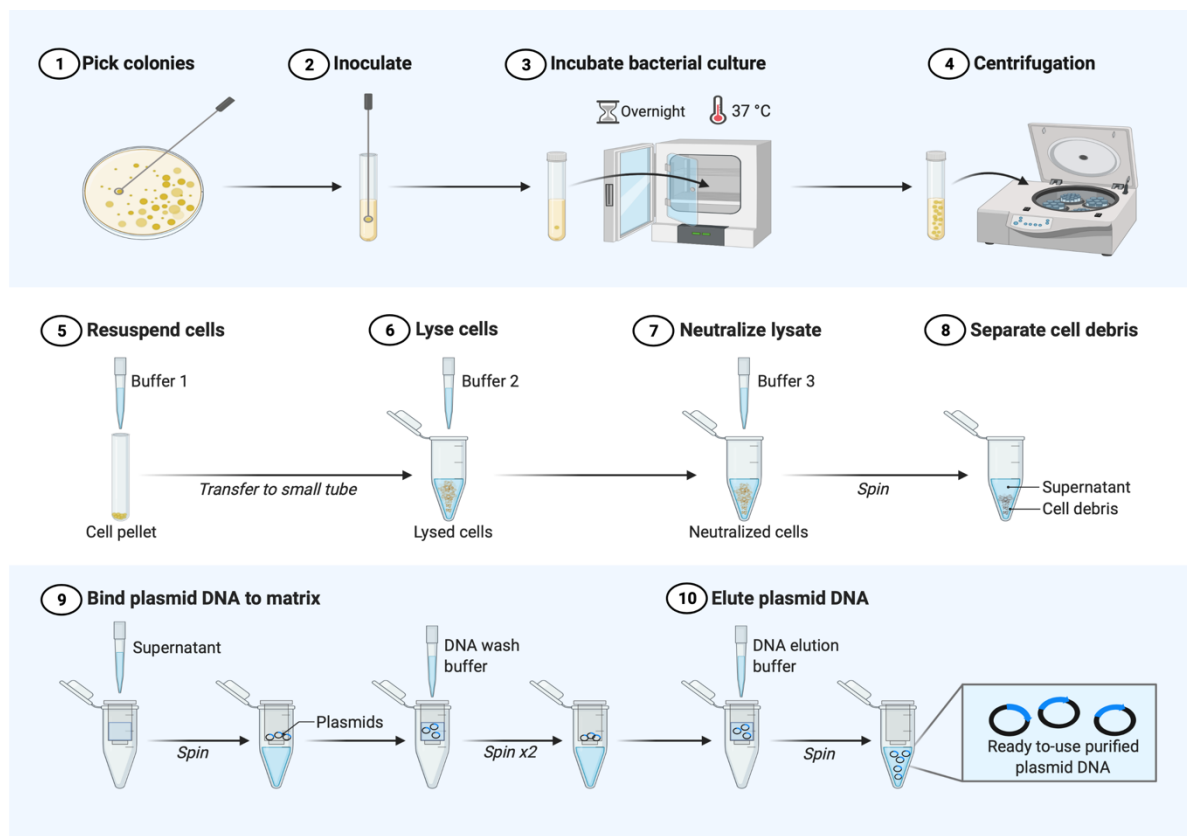 1 Pick colonies
2 Inoculate
3 Incubate bacterial culture
Overnight
37 °C
4 Centrifugation
5 Resuspend cells
Buffer 1
Transfer to small tube
Cell pellet
6 Lyse cells
Buffer 2
Lysed cells
7 Neutralize lysate
Buffer 3
Spin
Neutralized cells
8 Separate cell debris
Supernatant
Cell debris
9 Bind plasmid DNA to matrix
Supernatant
Spin
Plasmids
DNA wash
buffer
Spin x2
10 Elute plasmid DNA
DNA elution
buffer
Spin
Ready to-use purified
plasmid DNA